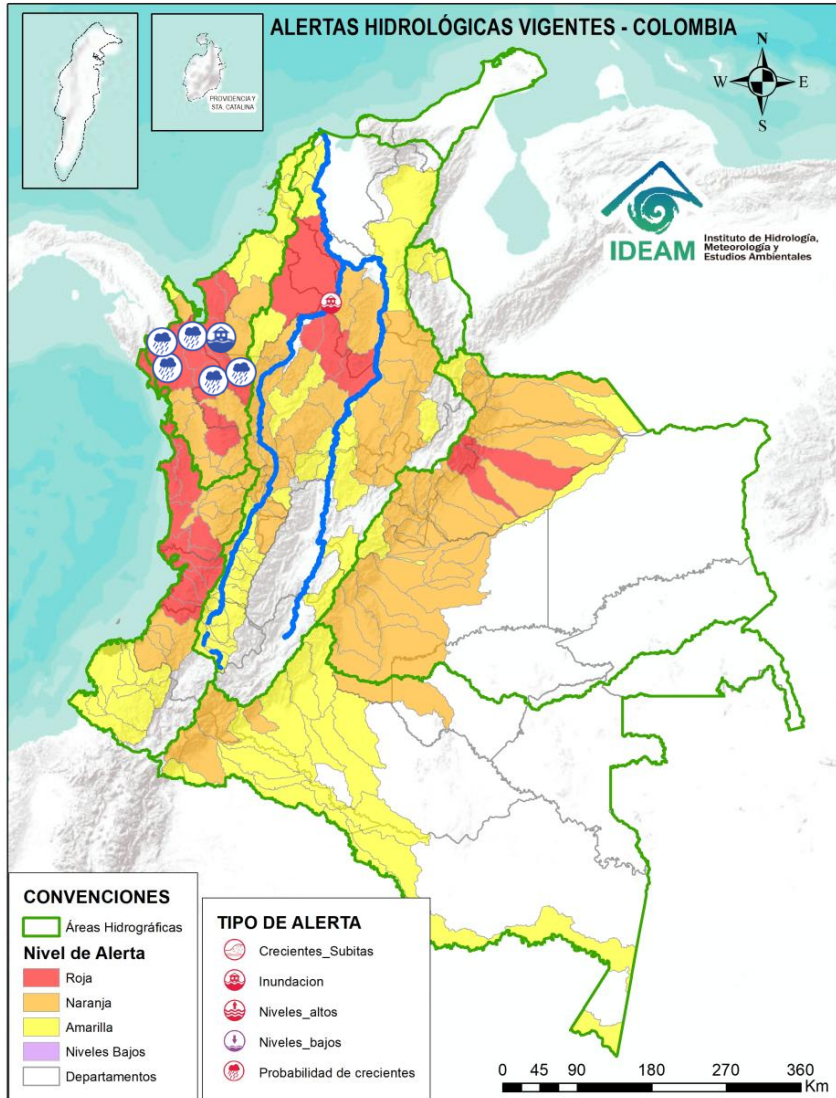 ALERTAS HIDROLÓGICAS VIGENTES - COLOMBIA
PROVIDENCIA Y
STA. CATALINA
N
W
E
S
IDEAM
Instituto de Hidrología,
Meteorología y
Estudios Ambientales
CONVENCIONES
Áreas Hidrográficas
Nivel de Alerta
Roja
Naranja
Amarilla
Niveles Bajos
Departamentos
TIPO DE ALERTA
Crecientes_Subitas
Inundacion
Niveles_altos
Niveles_bajos
Probabilidad de crecientes
0 45 90 180 270 360
Km